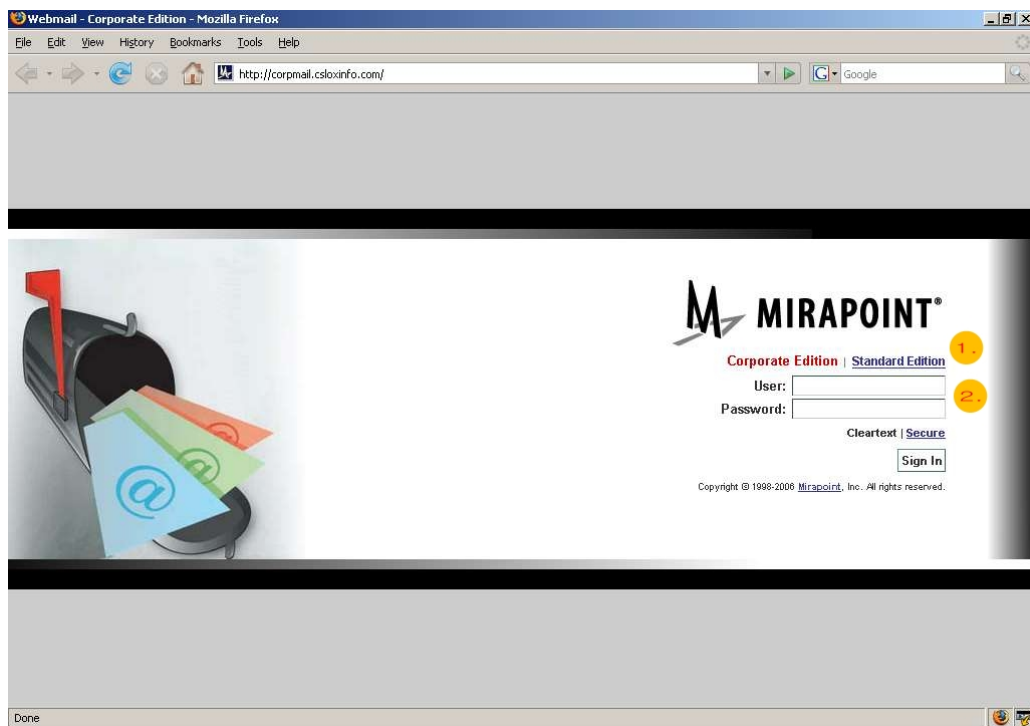 Webmail - Corporate Edition - Mozilla Firefox
File Edit View History Bookmarks Tools Help
http://corpmail.csloxinfo.com/ G Google
MIRAPOINT®
Corporate Edition | Standard Edition 1.
User:
2.
Password:
Cleartext | Secure
Sign In
Copyright © 1998-2006 Mirapoint, Inc. All rights reserved.
@
@
@
Done